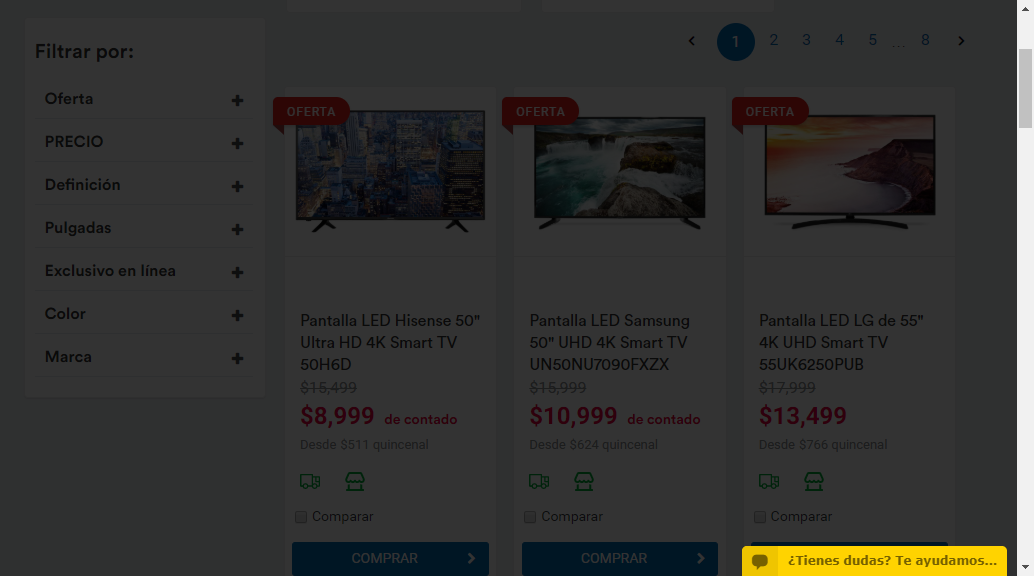 Filtrar por:
Oferta
PRECIO
Definición
Pulgadas
Exclusivo en línea
Color
Marca
1 2 3 4 5 ... 8
OFERTA
Pantalla LED Hisense 50"
Ultra HD 4K Smart TV
50H6D
$15,499
$8,999 de contado
Desde $511 quincenal
Comparar
COMPRAR
OFERTA
Pantalla LED Samsung
50" UHD 4K Smart TV
UN50NU7090FXZX
$15,999
$10,999 de contado
Desde $624 quincenal
Comparar
COMPRAR
OFERTA
Pantalla LED LG de 55"
4K UHD Smart TV
55UK6250PUB
$17,999
$13,499
Desde $766 quincenal
Comparar
¿Tienes dudas? Te ayudamos...